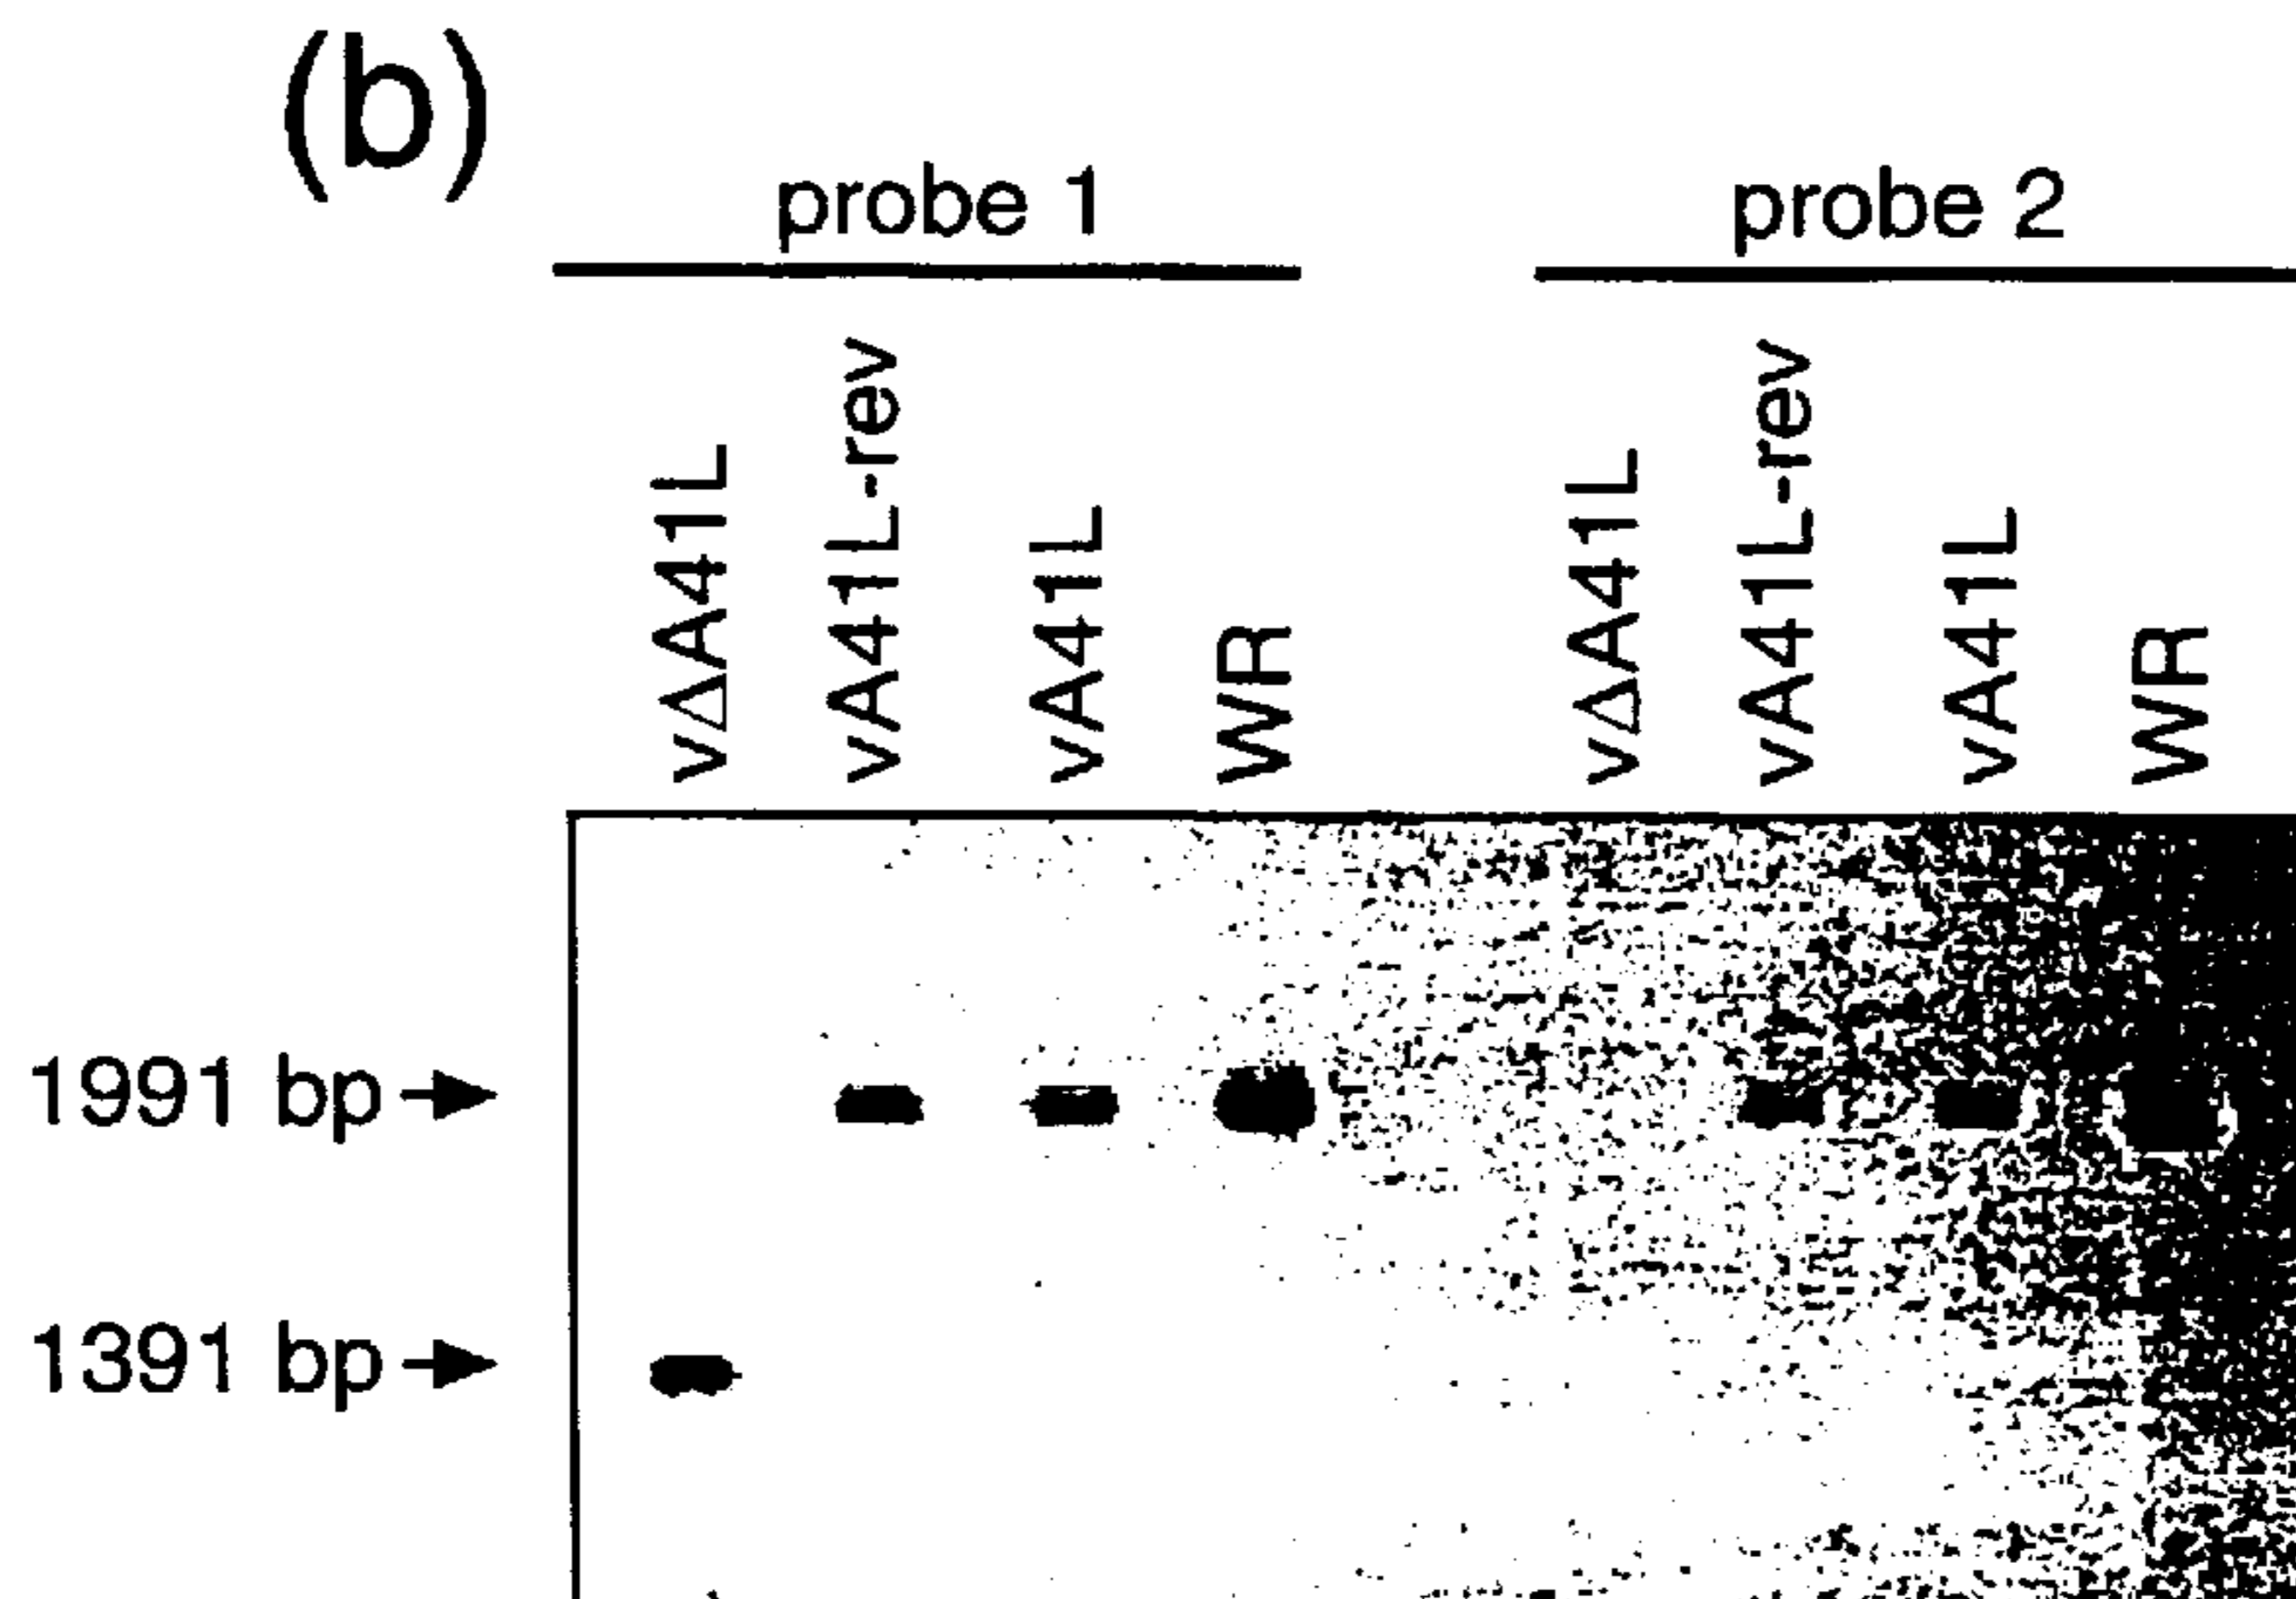 (b)
probe 1
probe 2
vΔA41L
vA41L-rev
vA41L
WR
vΔA41L
vA41L-rev
vA41L
WR
1991 bp
1391 bp